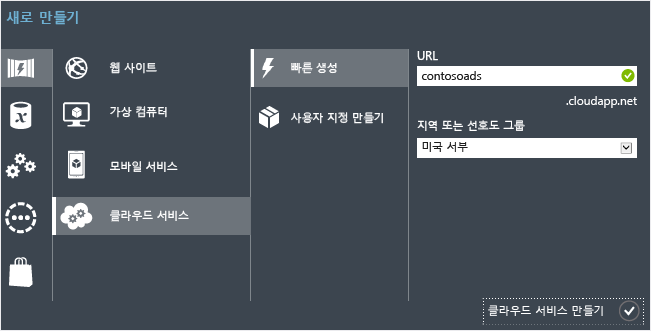 새로 만들기
웹 사이트
가상 컴퓨터
모바일 서비스
클라우드 서비스
빠른 생성
사용자 지정 만들기
URL
contosoads
.cloudapp.net
지역 또는 선호도 그룹
미국 서부
클라우드 서비스 만들기